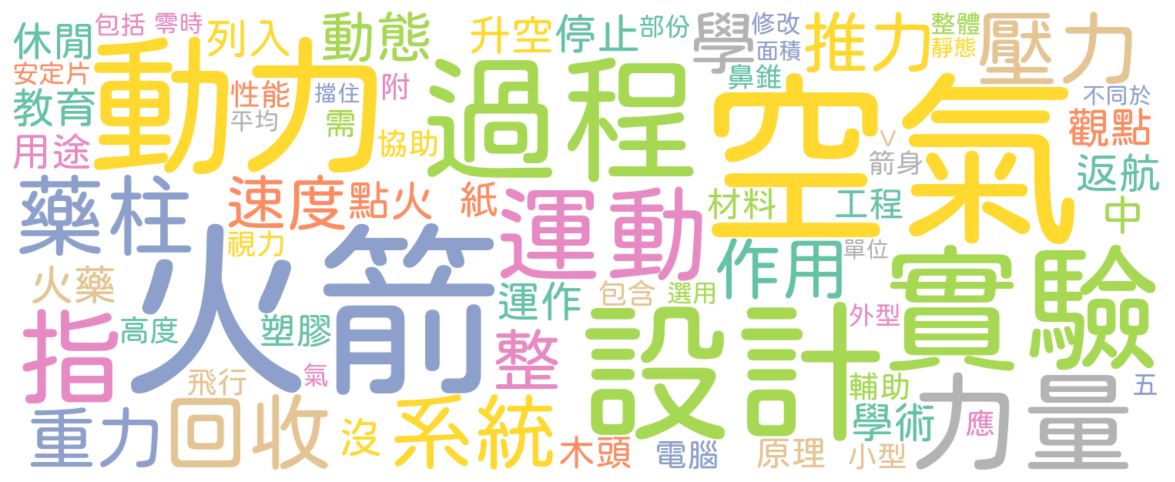 休閒
包括
零時
列入
動態
升空
停止
部份
學
修改
面積
推力
整體
靜態
壓力
安定片
教育
動力
性能
平均
擋住
需
附
協助
過程
鼻錐
空氣
不同於
觀點
用途
藥柱
速度
點火
紙
運動
材料
工程
箭身
V
返航
中
視力
火藥
火箭
作用
單位
實驗
指
高度
塑膠
運作
包含
選用
設計
外型
飛行
氣
整
輔助
五
重力
回收
沒
系統
木頭
電腦
原理
小型
學術
力量
應